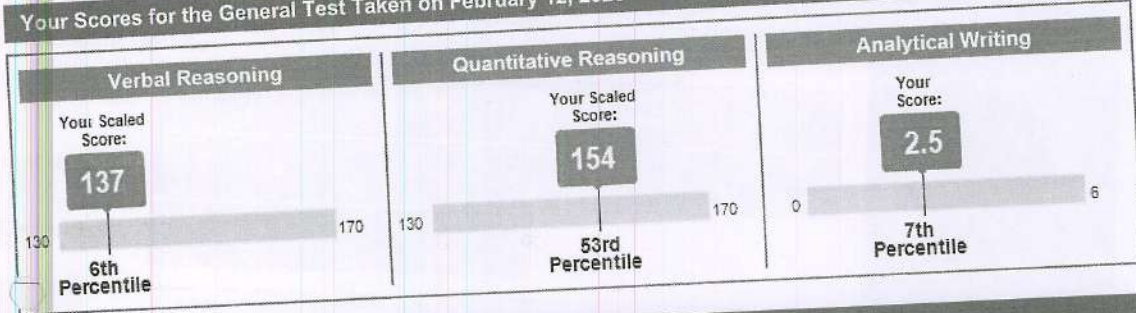 Your Scores for the General Test Taken on February 12,
Verbal Reasoning
Your Scaled
Score:
137
130
170
6th
Percentile
Quantitative Reasoning
Your Scaled
Score:
154
130
170
53rd
Percentile
Analytical Writing
Your
Score:
2.5
0
6
7th
Percentile